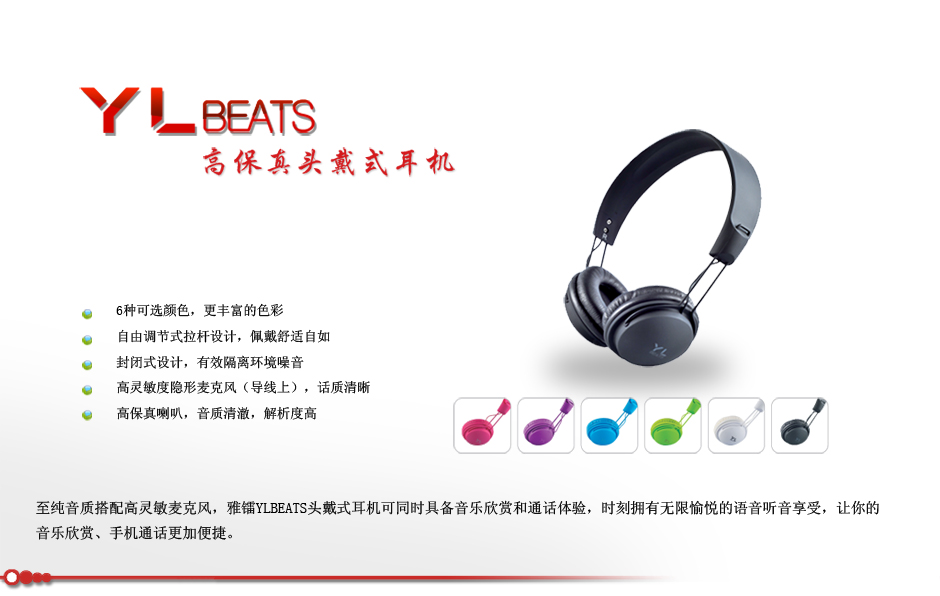 YL BEATS
高保真头戴式耳机
6种可选颜色，更丰富的色彩
自由调节式拉杆设计，佩戴舒适自如
封闭式设计，有效隔离环境噪音
高灵敏度隐形麦克风（导线上），话质清晰
高保真喇叭，音质清澈，解析度高
YL
至纯音质搭配高灵敏麦克风，雅镭YLBEATS头戴式耳机可同时具备音乐欣赏和通话体验，时刻拥有无限愉悦的语音听音享受，让你的
音乐欣赏、手机通话更加便捷。